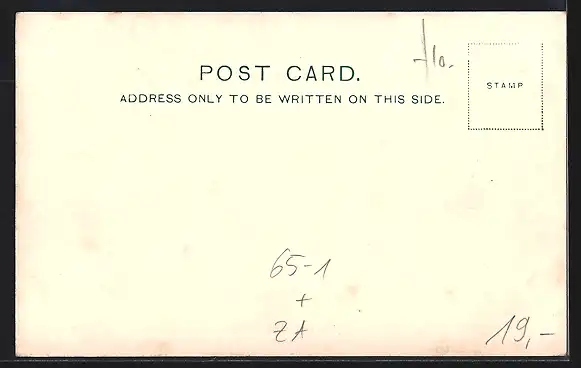 POST CARD.
ADDRESS ONLY TO BE WRITTEN ON THIS SIDE.
STAMP
65-1
+
ZA
19,-